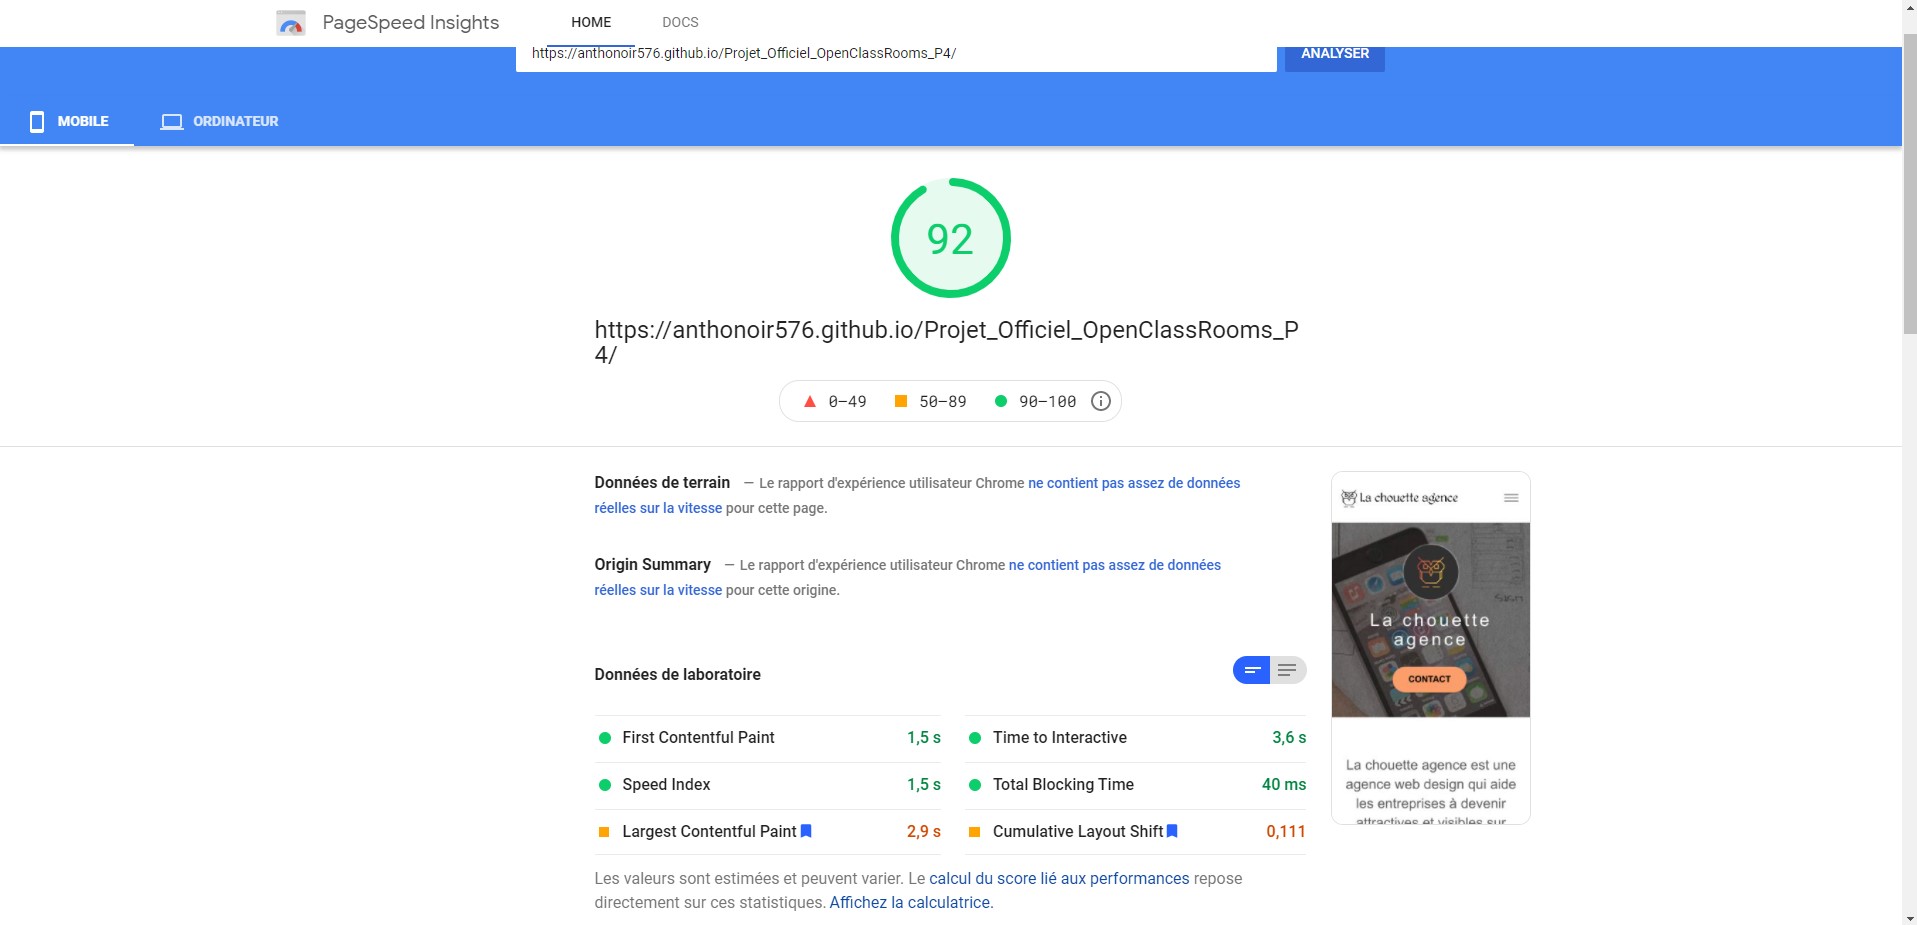 PageSpeed Insights
HOME
DOCS
https://anthonoir576.github.io/Projet_Officiel_OpenClassRooms_P4/
ANALYSER
MOBILE
ORDINATEUR
92
https://anthonoir576.github.io/Projet_Officiel_OpenClassRooms_P
4/
0–49
50–89
90–100
Données de terrain — Le rapport d'expérience utilisateur Chrome ne contient pas assez de données
réelles sur la vitesse pour cette page.
Origin Summary — Le rapport d'expérience utilisateur Chrome ne contient pas assez de données
réelles sur la vitesse pour cette origine.
Données de laboratoire
First Contentful Paint 1,5 s
Time to Interactive 3,6 s
Speed Index 1,5 s
Total Blocking Time 40 ms
Largest Contentful Paint 2,9 s
Cumulative Layout Shift 0,111
Les valeurs sont estimées et peuvent varier. Le calcul du score lié aux performances repose
directement sur ces statistiques. Affichez la calculatrice.
La chouette agence
La chouette
agence
CONTACT
La chouette agence est une
agence web design qui aide
les entreprises à devenir
attractives et visibles sur